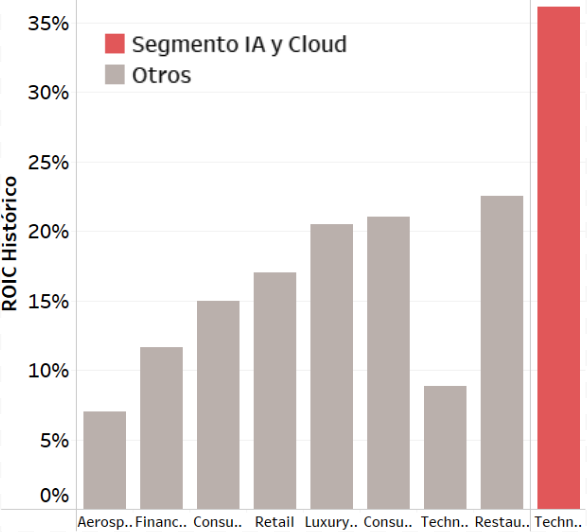 35%
Segmento IA y Cloud
Otros
30%
25%
20%
15%
10%
5%
0%
ROIC Histórico
Aerosp.. Financ.. Consu.. Retail Luxury.. Consu.. Techn.. Restau.. Techn..